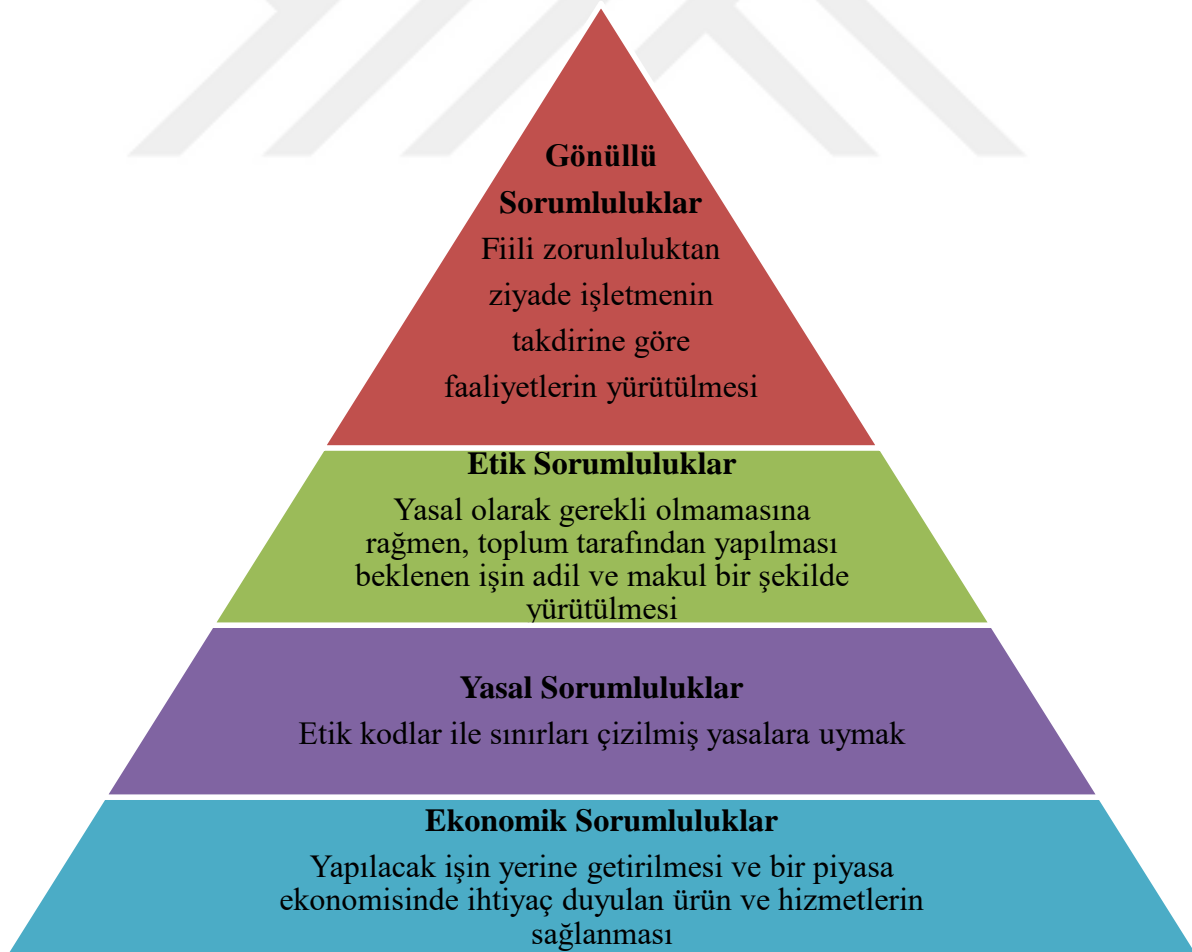 Gönüllü
Sorumluluklar
Fiili zorunluluktan
ziyade işletmenin
takdirine göre
faaliyetlerin yürütülmesi
Etik Sorumluluklar
Yasal olarak gerekli olmamasına
rağmen, toplum tarafından yapılması
beklenen işin adil ve makul bir şekilde
yürütülmesi
Yasal Sorumluluklar
Etik kodlar ile sınırları çizilmiş yasalara uymak
Ekonomik Sorumluluklar
Yapılacak işin yerine getirilmesi ve bir piyasa
ekonomisinde ihtiyaç duyulan ürün ve hizmetlerin
sağlanması